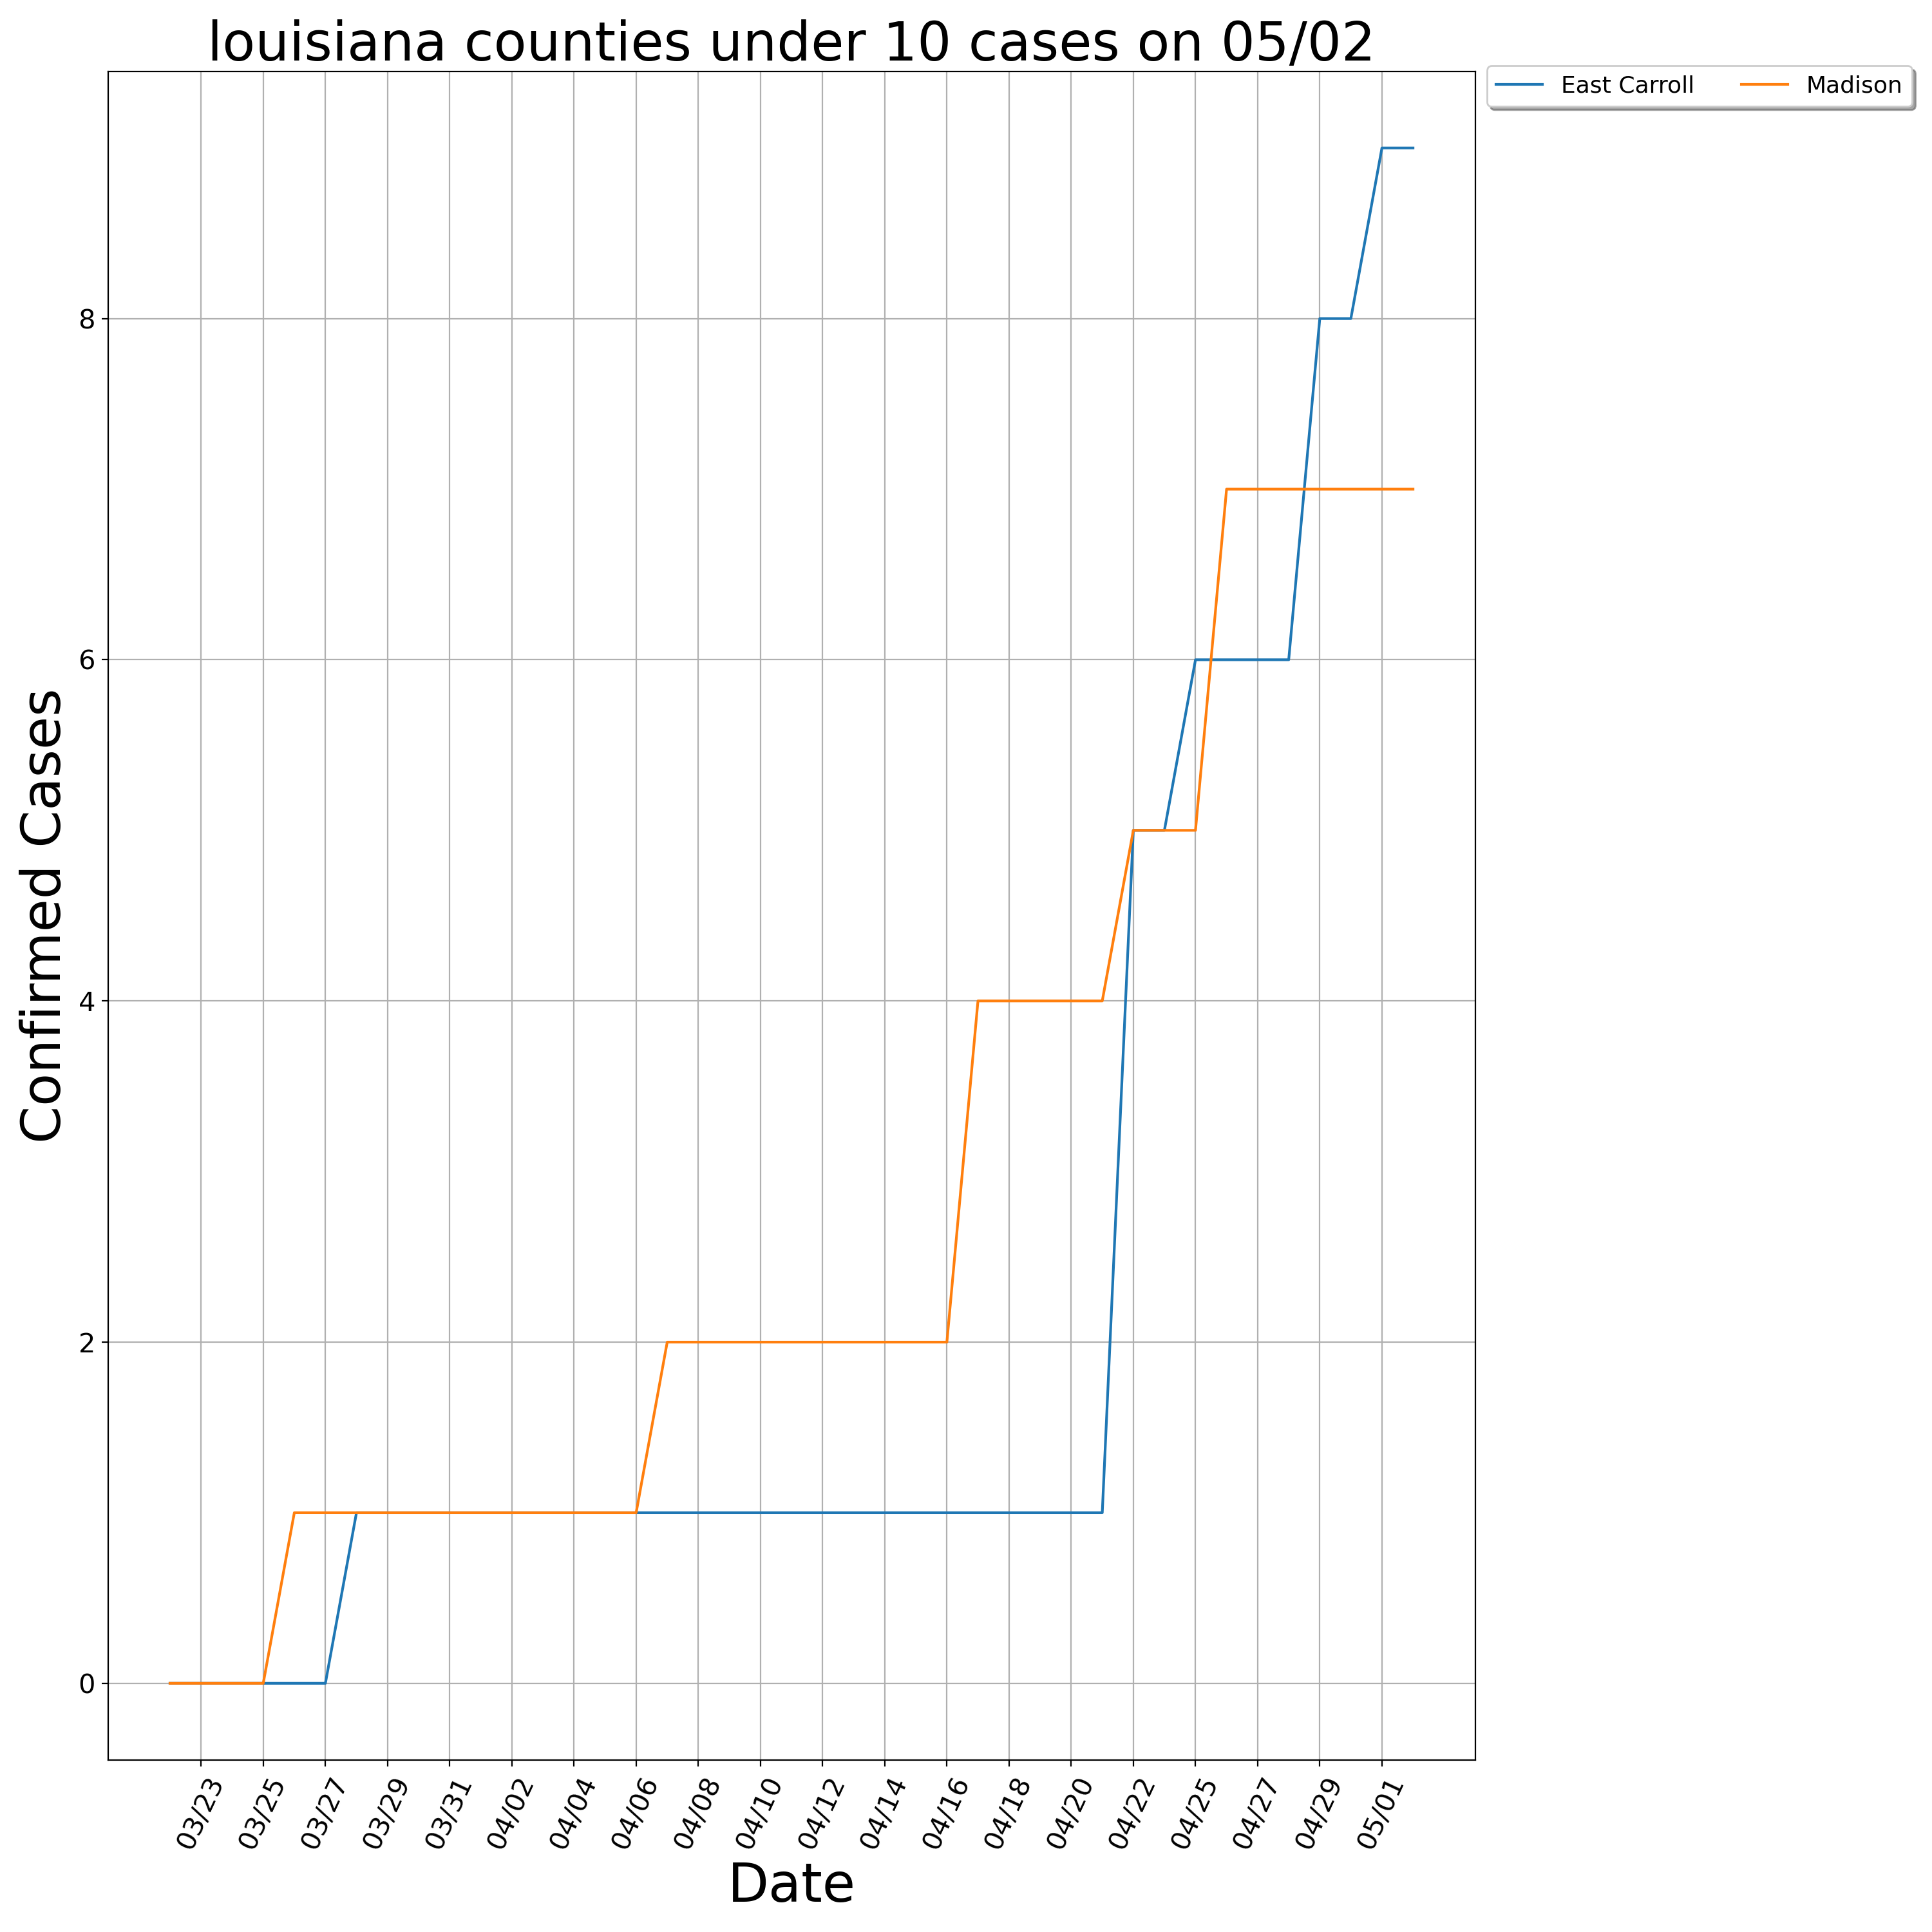 louisiana counties under 10 cases on 05/02
East Carroll Madison
8
6
4
2
0
Confirmed Cases
03/23 03/25 03/27 03/29 03/31 04/02 04/04 04/06 04/08 04/10 04/12 04/14 04/16 04/18 04/20 04/22 04/25 04/27 04/29 05/01
Date